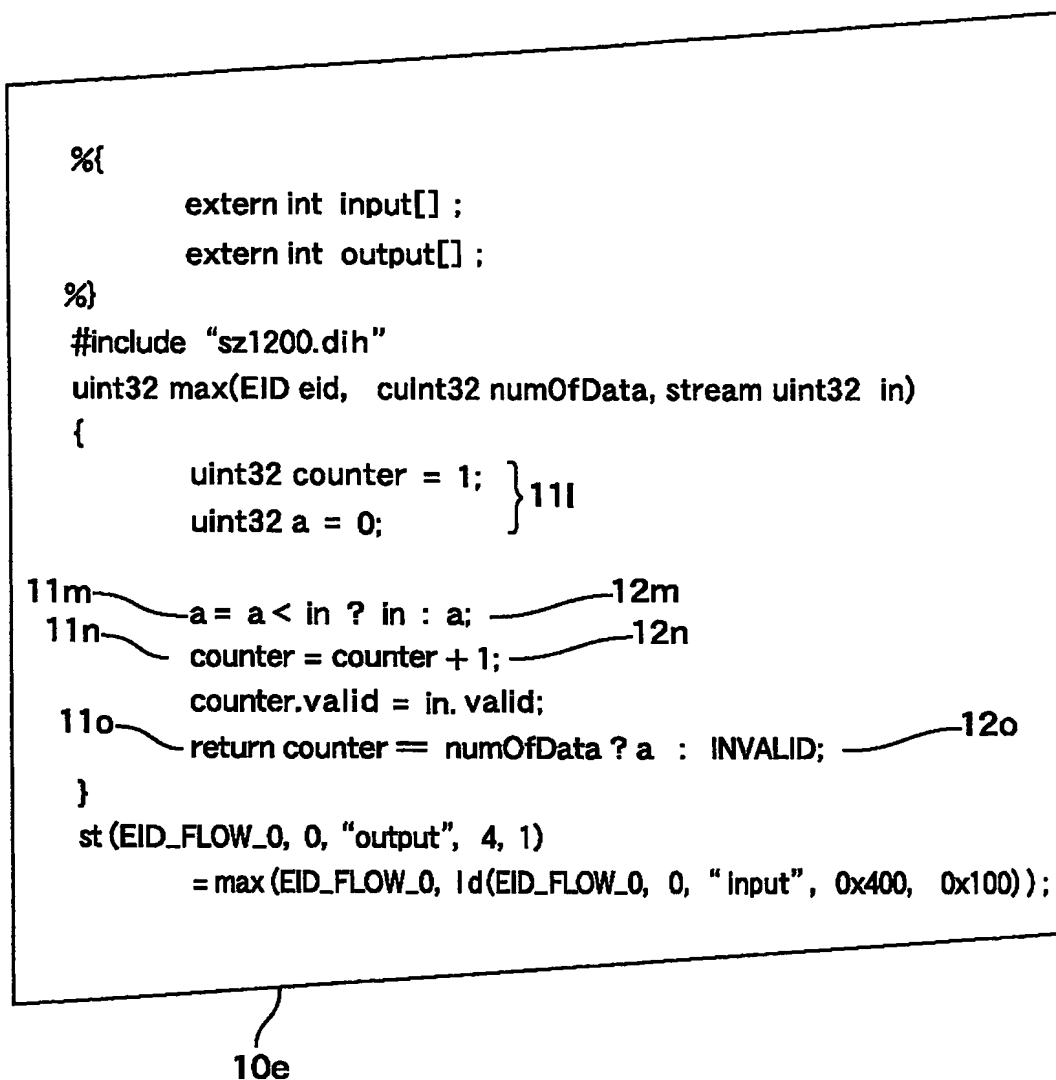 %{
extern int input[] ;
extern int output[] ;
%}
#include “sz1200.dih”
uint32 max(EID eid, cuint32 numOfData, stream uint32 in)
{
uint32 counter = 1;
uint32 a = 0; } 11l
11m a = a < in ? in : a; 12m
11n counter = counter + 1; 12n
counter.valid = in. valid;
11o return counter == numOfData ? a : INVALID; 12o
}
st (EID_FLOW_0, 0, “output”, 4, 1)
= max (EID_FLOW_0, ld(EID_FLOW_0, 0, “input”, 0x400, 0x100));
10e